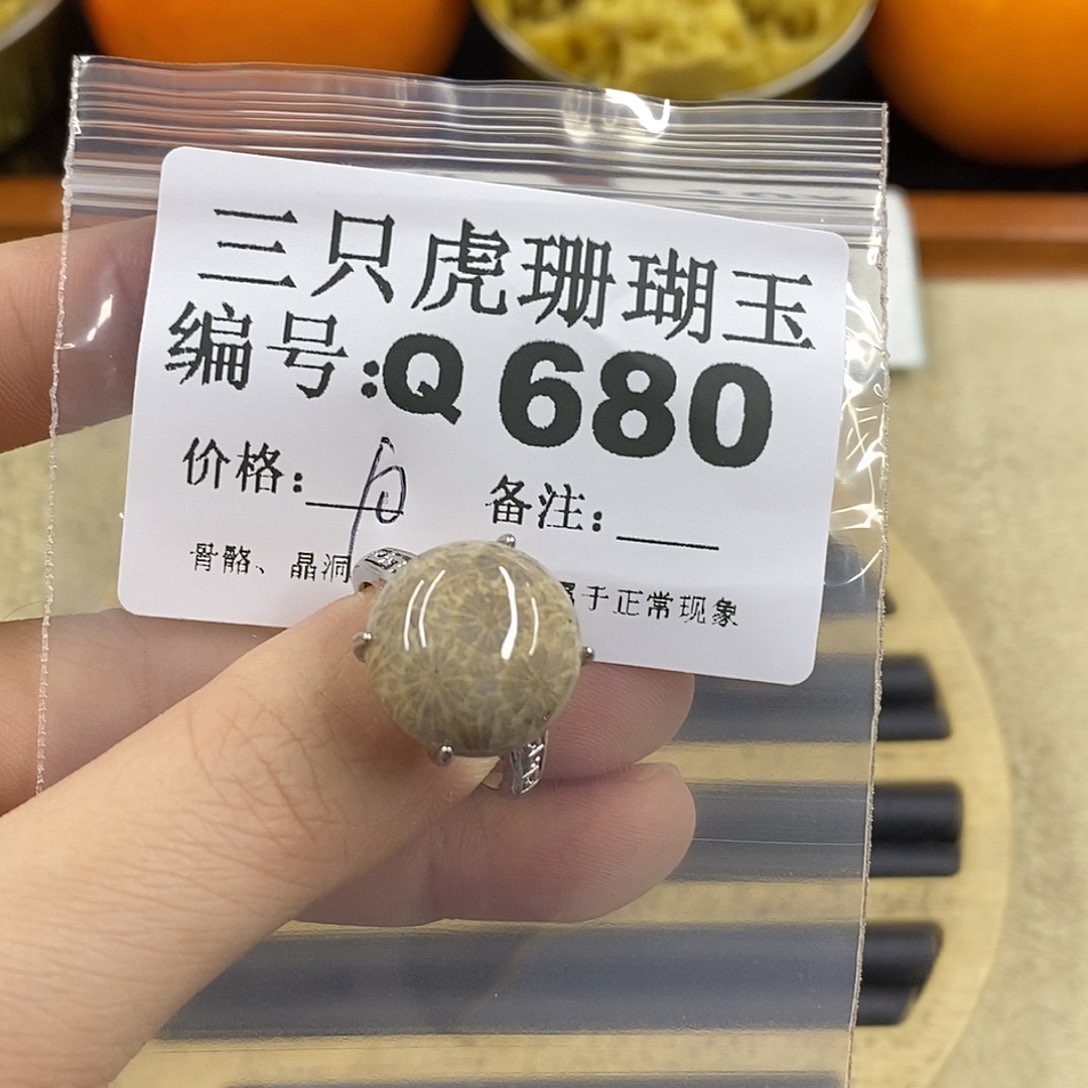 三只虎珊瑚玉
编号:Q 680
价格: 备注:
骨骼、晶洞 属于正常现象